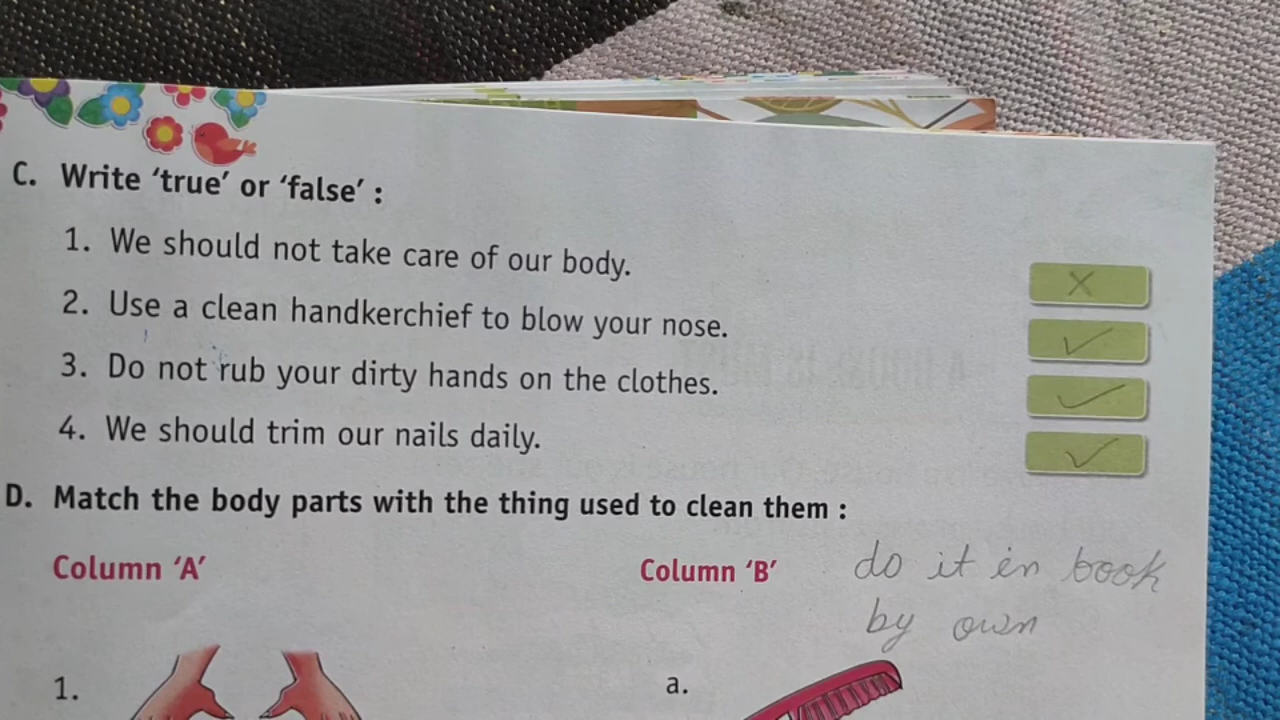 C. Write ‘true’ or ‘false’ :
1. We should not take care of our body. ✗
2. Use a clean handkerchief to blow your nose. ✓
3. Do not rub your dirty hands on the clothes. ✓
4. We should trim our nails daily. ✓
D. Match the body parts with the thing used to clean them :
Column ‘A’ Column ‘B’ do it in book
by own
1. a.